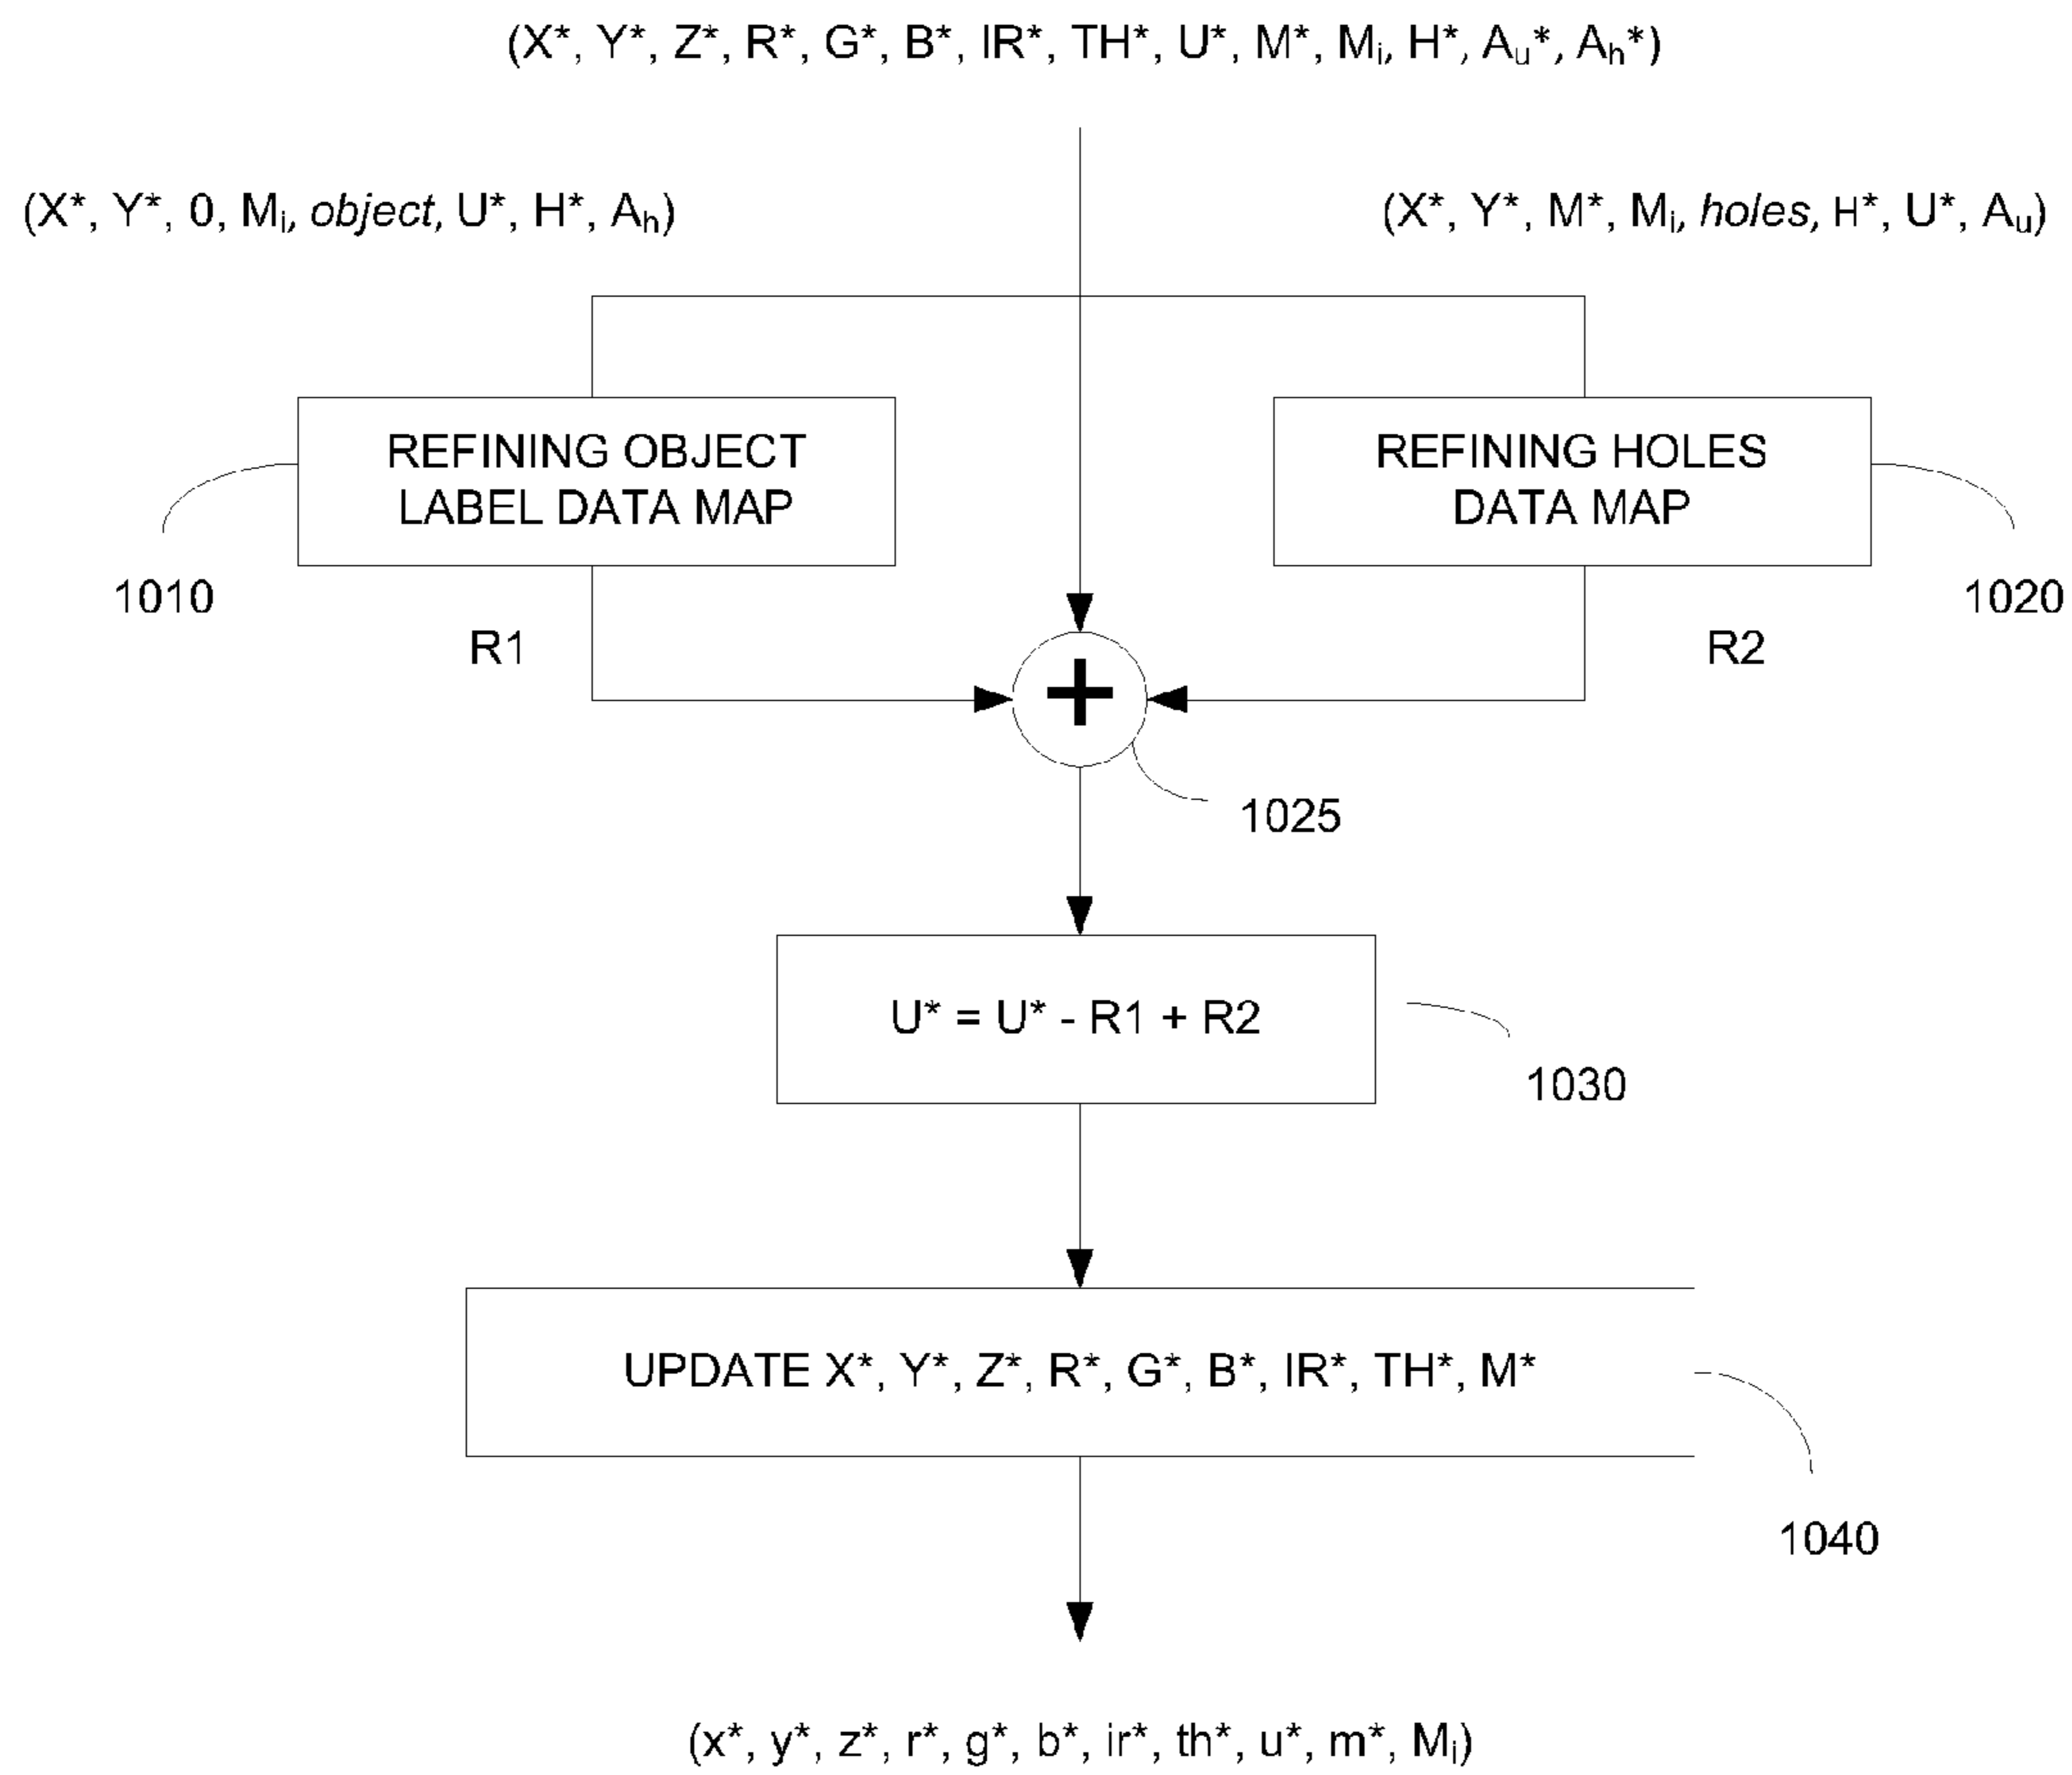 (X*, Y*, Z*, R*, G*, B*, IR*, TH*, U*, M*, Mi, H*, Au*, Ah*)
(X*, Y*, 0, Mi, object, U*, H*, Ah)
(X*, Y*, M*, Mi, holes, H*, U*, Au)
REFINING OBJECT
LABEL DATA MAP
REFINING HOLES
DATA MAP
1010
1020
R1
R2
+
1025
U* = U* - R1 + R2
1030
UPDATE X*, Y*, Z*, R*, G*, B*, IR*, TH*, M*
1040
(x*, y*, z*, r*, g*, b*, ir*, th*, u*, m*, Mi)